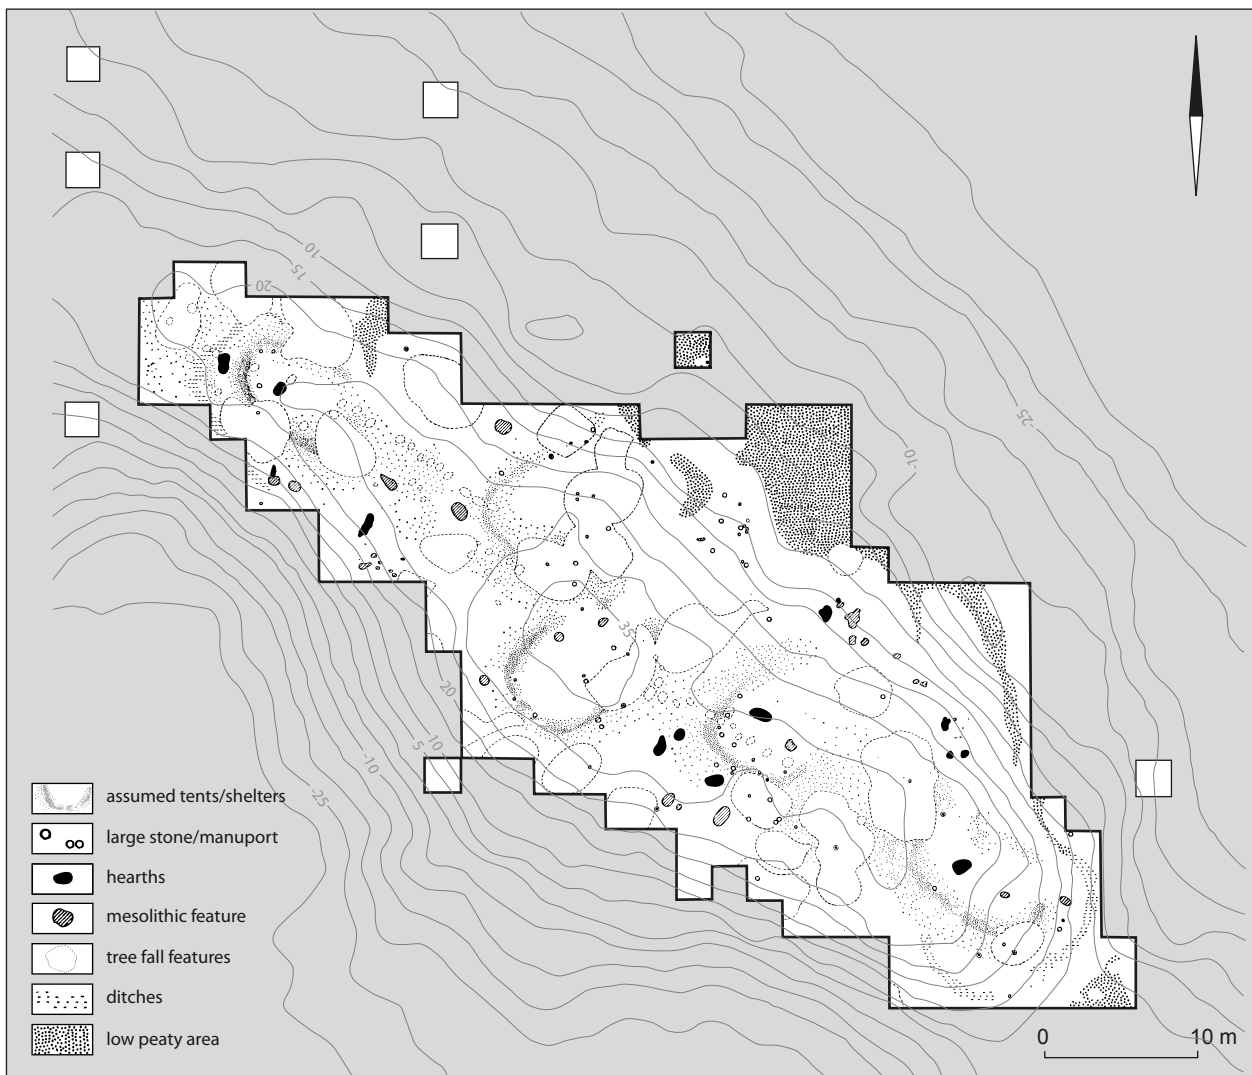 10
15
20
-25
-10
35
20
10
5
-10
-25
assumed tents/shelters
large stone/manuport
hearths
mesolithic feature
tree fall features
ditches
low peaty area
0 10 m